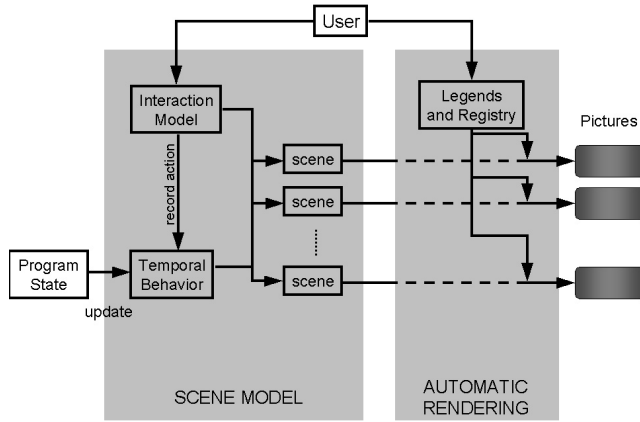 User
Interaction
Model
Legends
and Registry
Pictures
record action
scene
scene
scene
Program
State
update
Temporal
Behavior
SCENE MODEL
AUTOMATIC
RENDERING